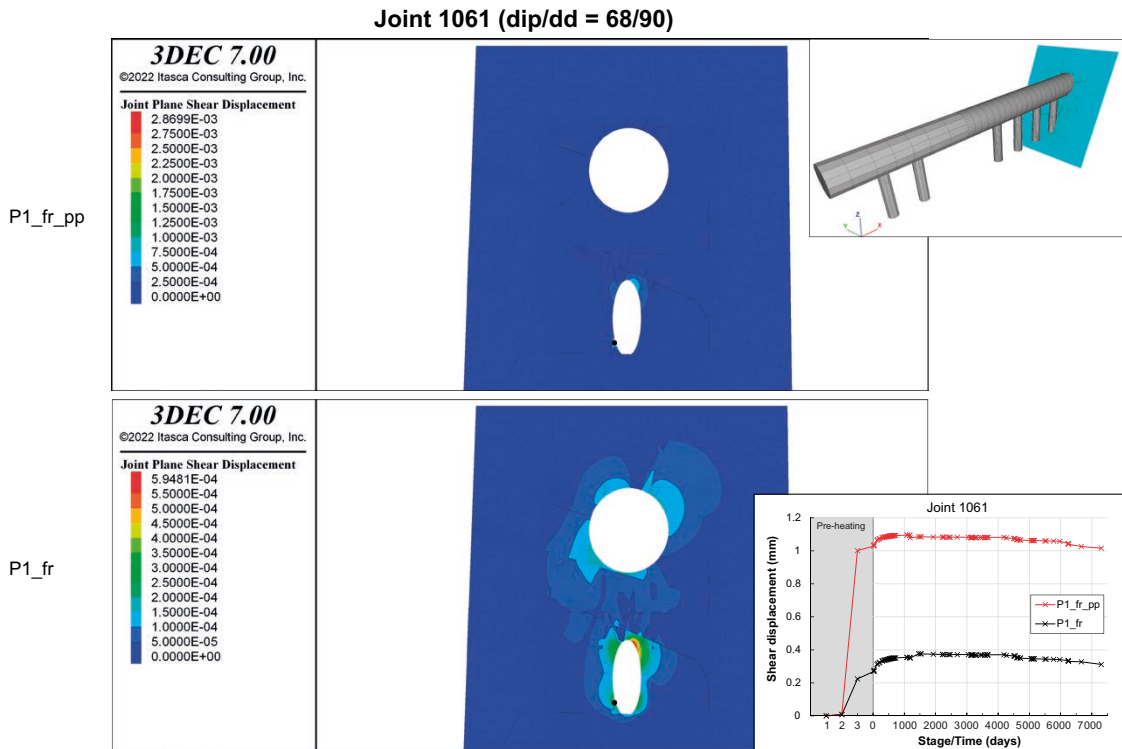 Joint 1061 (dip/dd = 68/90)
P1_fr_pp
3DEC 7.00
©2022 Itasca Consulting Group, Inc.
Joint Plane Shear Displacement
2.8699E-03
2.7500E-03
2.5000E-03
2.2500E-03
2.0000E-03
1.7500E-03
1.5000E-03
1.2500E-03
1.0000E-03
7.5000E-04
5.0000E-04
2.5000E-04
0.0000E+00
Z
Y
X
P1_fr
3DEC 7.00
©2022 Itasca Consulting Group, Inc.
Joint Plane Shear Displacement
5.9481E-04
5.5000E-04
5.0000E-04
4.5000E-04
4.0000E-04
3.5000E-04
3.0000E-04
2.5000E-04
2.0000E-04
1.5000E-04
1.0000E-04
5.0000E-05
0.0000E+00
Joint 1061
Pre-heating
Shear displacement (mm)
1.2
1
0.8
0.6
0.4
0.2
0
P1_fr_pp
P1_fr
1 2 3 0 1000 2000 3000 4000 5000 6000 7000
Stage/Time (days)